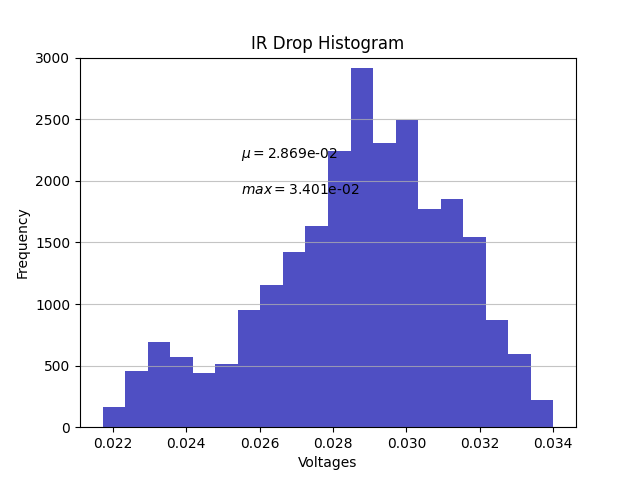 IR Drop Histogram
3000
2500
2000
1500
1000
500
0
Frequency
μ = 2.869e-02
max = 3.401e-02
0.022 0.024 0.026 0.028 0.030 0.032 0.034
Voltages